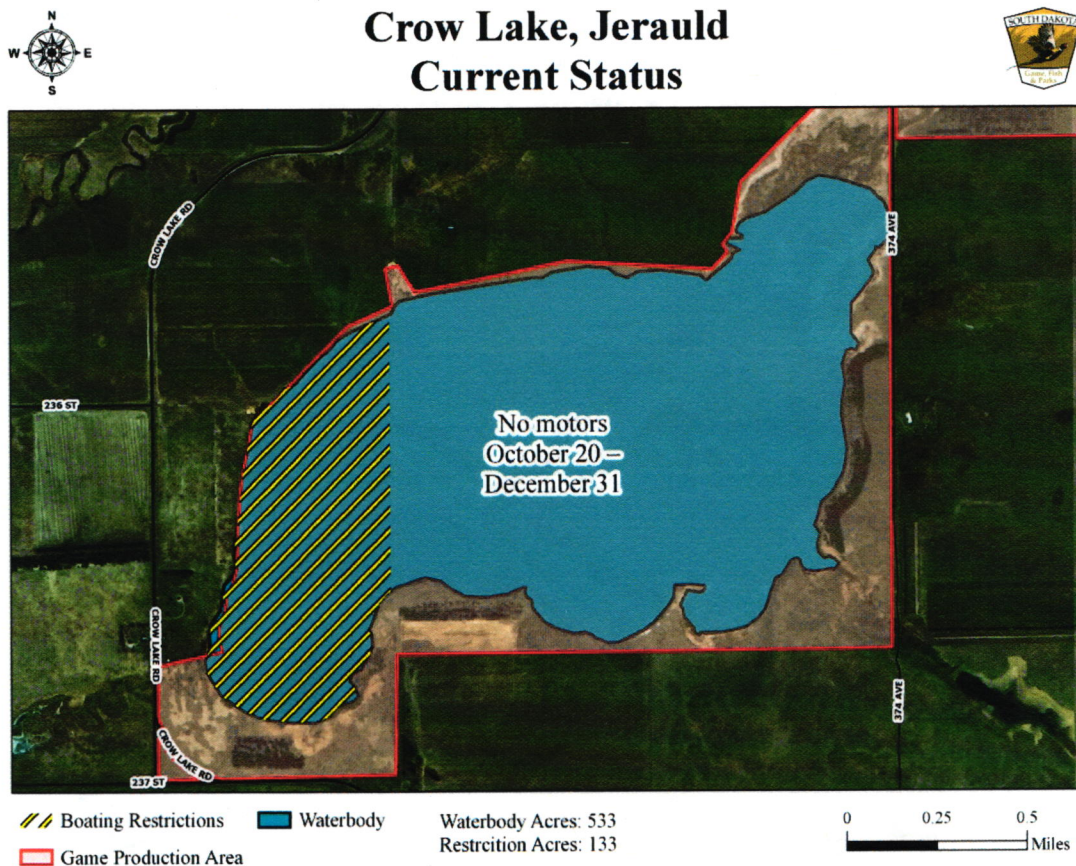 Crow Lake, Jerauld
Current Status
N
W
E
S
SOUTH DAKOTA
Game, Fish
& Parks
CROW LAKE RD
374 AVE
236 ST
No motors
October 20 –
December 31
CROW LAKE RD
374 AVE
CROW LAKE RD
237 ST
Boating Restrictions
Waterbody
Game Production Area
Waterbody Acres: 533
Restrcition Acres: 133
0
0.25
0.5
Miles